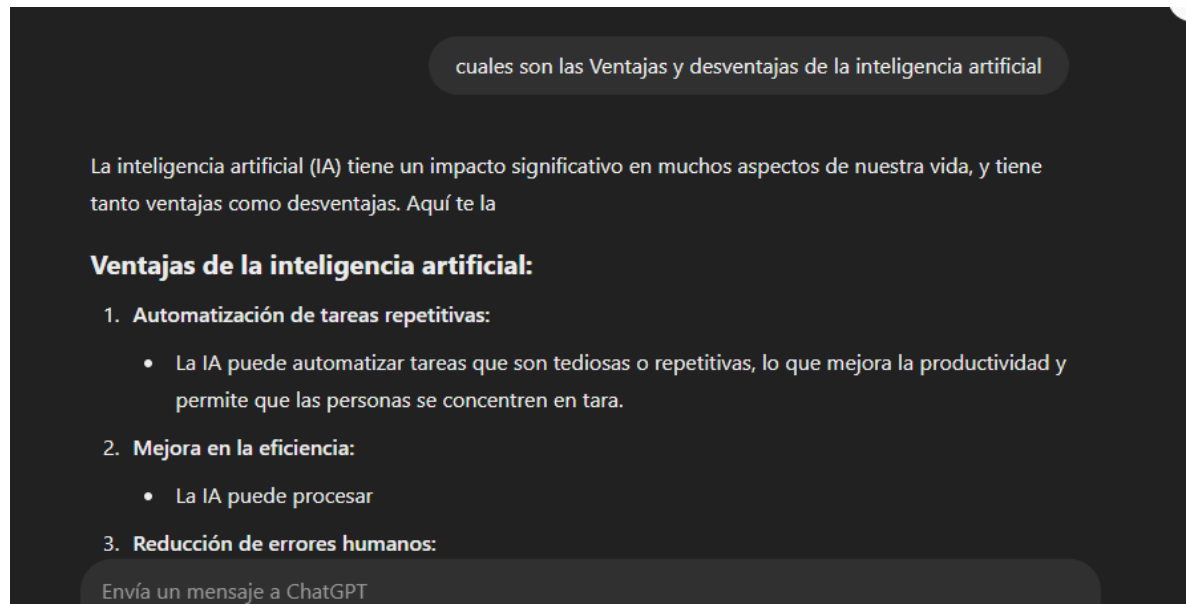 cuales son las Ventajas y desventajas de la inteligencia artificial
La inteligencia artificial (IA) tiene un impacto significativo en muchos aspectos de nuestra vida, y tiene
tanto ventajas como desventajas. Aquí te la
Ventajas de la inteligencia artificial:
1. Automatización de tareas repetitivas:
• La IA puede automatizar tareas que son tediosas o repetitivas, lo que mejora la productividad y
permite que las personas se concentren en tara.
2. Mejora en la eficiencia:
• La IA puede procesar
3. Reducción de errores humanos:
Envía un mensaje a ChatGPT